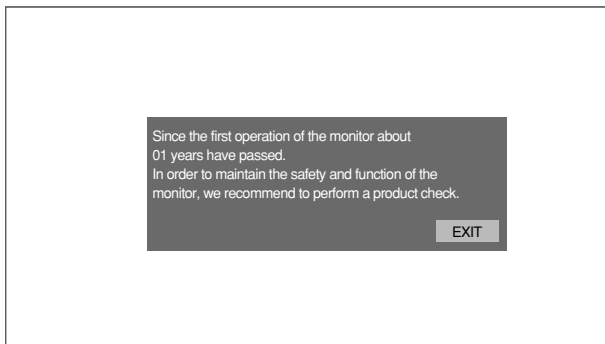 Since the first operation of the monitor about
01 years have passed.
In order to maintain the safety and function of the
monitor, we recommend to perform a product check.
EXIT